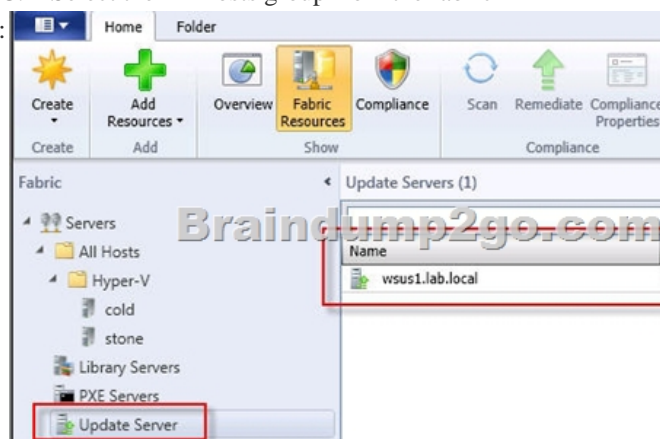 :
Home Folder
Create
Add Resources
Overview
Fabric Resources
Compliance
Scan
Remediate
Compliance Properties
Create
Add
Show
Compliance
Fabric
Servers
All Hosts
Hyper-V
cold
stone
Library Servers
PXE Servers
Update Server
Update Servers (1)
Braindump2go.com
Name
wsus1.lab.local